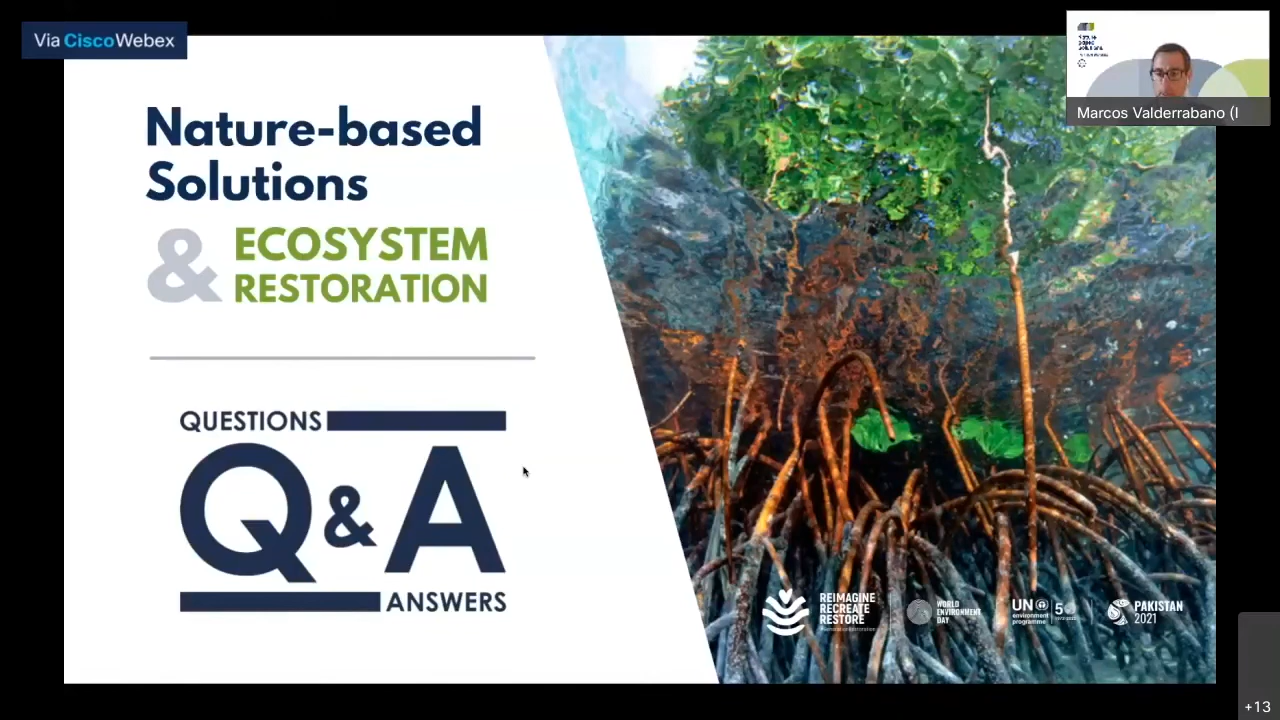 Via CiscoWebex
Nature-based
Solutions
& ECOSYSTEM
RESTORATION
QUESTIONS
Q&A
ANSWERS
Marcos Valderrabano (I
REIMAGINE
RECREATE
RESTORE
WORLD
ENVIRONMENT
DAY
UN
environment
programme
PAKISTAN
2021
+13